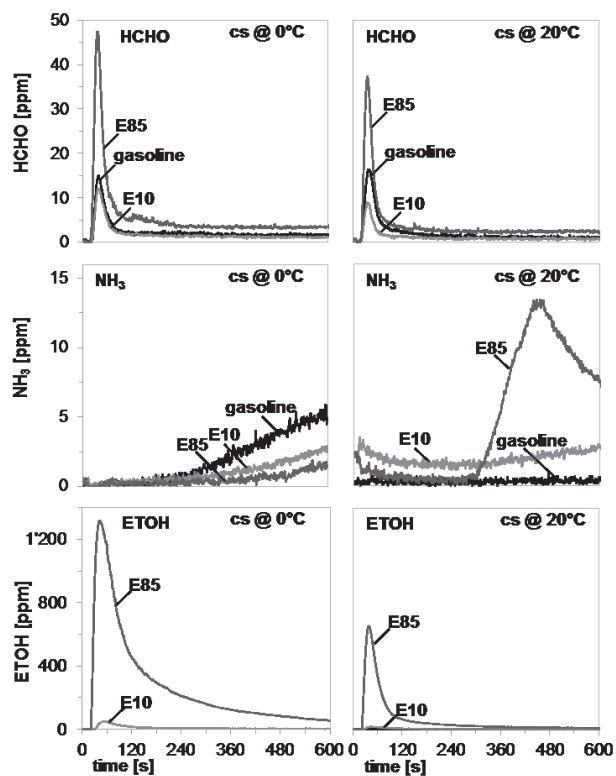 HCHO cs @ 0°C
50
40
30
20
10
0
HCHO [ppm]
E85
gasoline
E10
HCHO cs @ 20°C
E85
gasoline
E10
NH3 cs @ 0°C
15
10
5
0
NH3 [ppm]
gasoline
E85
E10
NH3 cs @ 20°C
E85
E10
gasoline
ETOH cs @ 0°C
1'200
800
400
0
ETOH [ppm]
E85
E10
0 120 240 360 480 600
time [s]
ETOH cs @ 20°C
E85
E10
0 120 240 360 480 600
time [s]